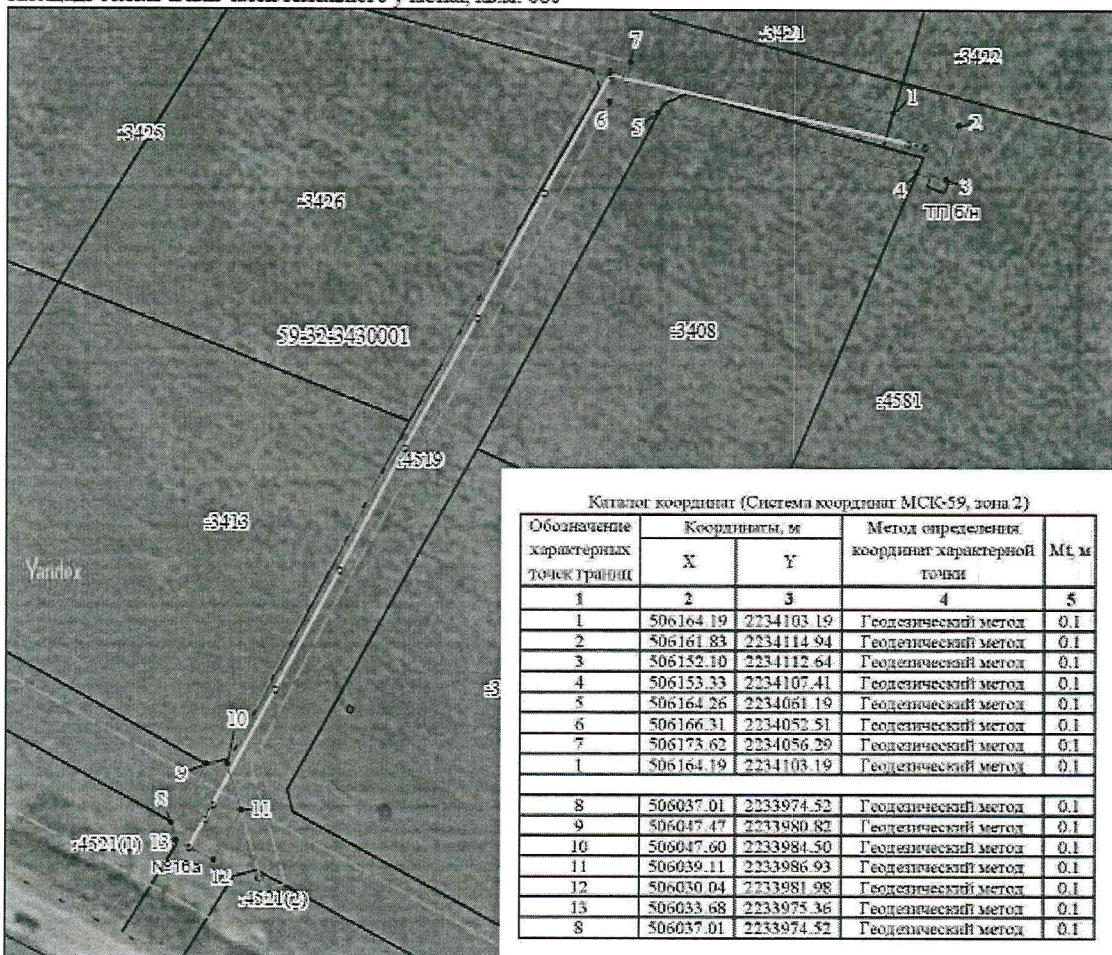 7
:3421
:3422
1
2
:3425
6
5
4
3
ТП б/н
:3426
59:32:3430001
:3408
:4581
:4519
:3413
Yandex
10
9
8
11
13
:4521(1)
№16а
12
:4521(2)
Каталог координат (Система координат МСК-59, зона 2)
Обозначение характерных точек границ | Координаты, м | Метод определения координат характерной точки | Mt, м
X | Y
1 | 2 | 3 | 4 | 5
1 | 506164.19 | 2234103.19 | Геодезический метод | 0.1
2 | 506161.83 | 2234114.94 | Геодезический метод | 0.1
3 | 506152.10 | 2234112.64 | Геодезический метод | 0.1
4 | 506153.33 | 2234107.41 | Геодезический метод | 0.1
5 | 506164.26 | 2234061.19 | Геодезический метод | 0.1
6 | 506166.31 | 2234052.51 | Геодезический метод | 0.1
7 | 506173.62 | 2234056.29 | Геодезический метод | 0.1
1 | 506164.19 | 2234103.19 | Геодезический метод | 0.1
8 | 506037.01 | 2233974.52 | Геодезический метод | 0.1
9 | 506047.47 | 2233980.82 | Геодезический метод | 0.1
10 | 506047.60 | 2233984.50 | Геодезический метод | 0.1
11 | 506039.11 | 2233986.93 | Геодезический метод | 0.1
12 | 506030.04 | 2233981.98 | Геодезический метод | 0.1
13 | 506033.68 | 2233975.36 | Геодезический метод | 0.1
8 | 506037.01 | 2233974.52 | Геодезический метод | 0.1